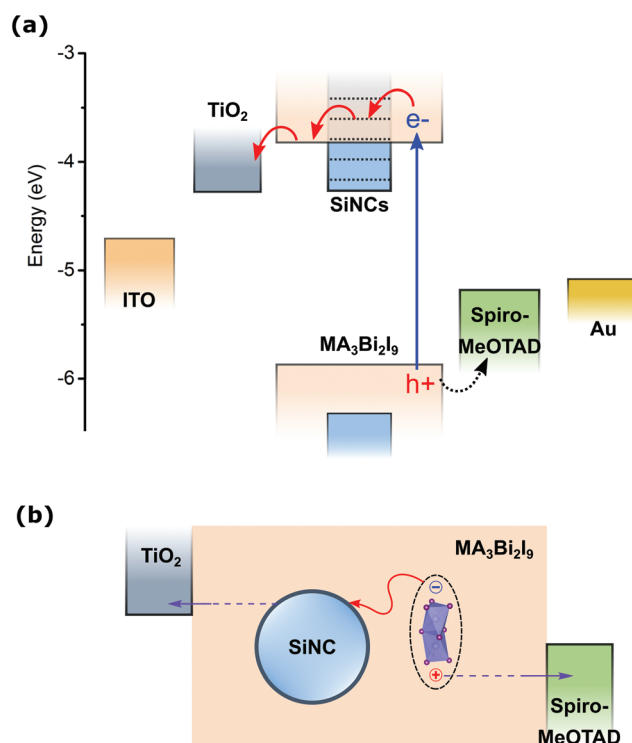 (a)
-3
-4
-5
-6
Energy (eV)
TiO₂
e-
SiNCs
ITO
MA₃Bi₂I₉
h+
Spiro-
MeOTAD
Au
(b)
TiO₂
MA₃Bi₂I₉
−
SiNC
+
Spiro-
MeOTAD